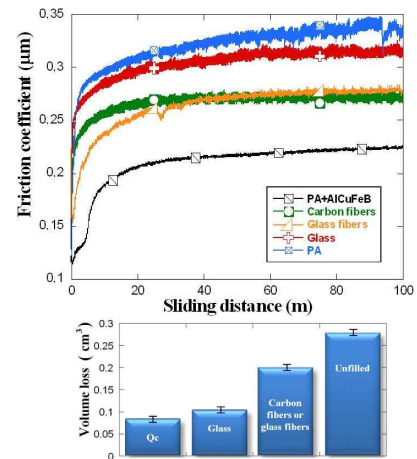 Friction coefficient (µm)
0.35
0.3
0.25
0.2
0.15
0.1
PA+AlCuFeB
Carbon fibers
Glass fibers
Glass
PA
0
20
40
60
80
100
Sliding distance (m)
Volume loss ( cm³)
0.3
0.25
0.2
0.15
0.1
0.05
0
Qc
Glass
Carbon
fibers or
glass fibers
Unfilled